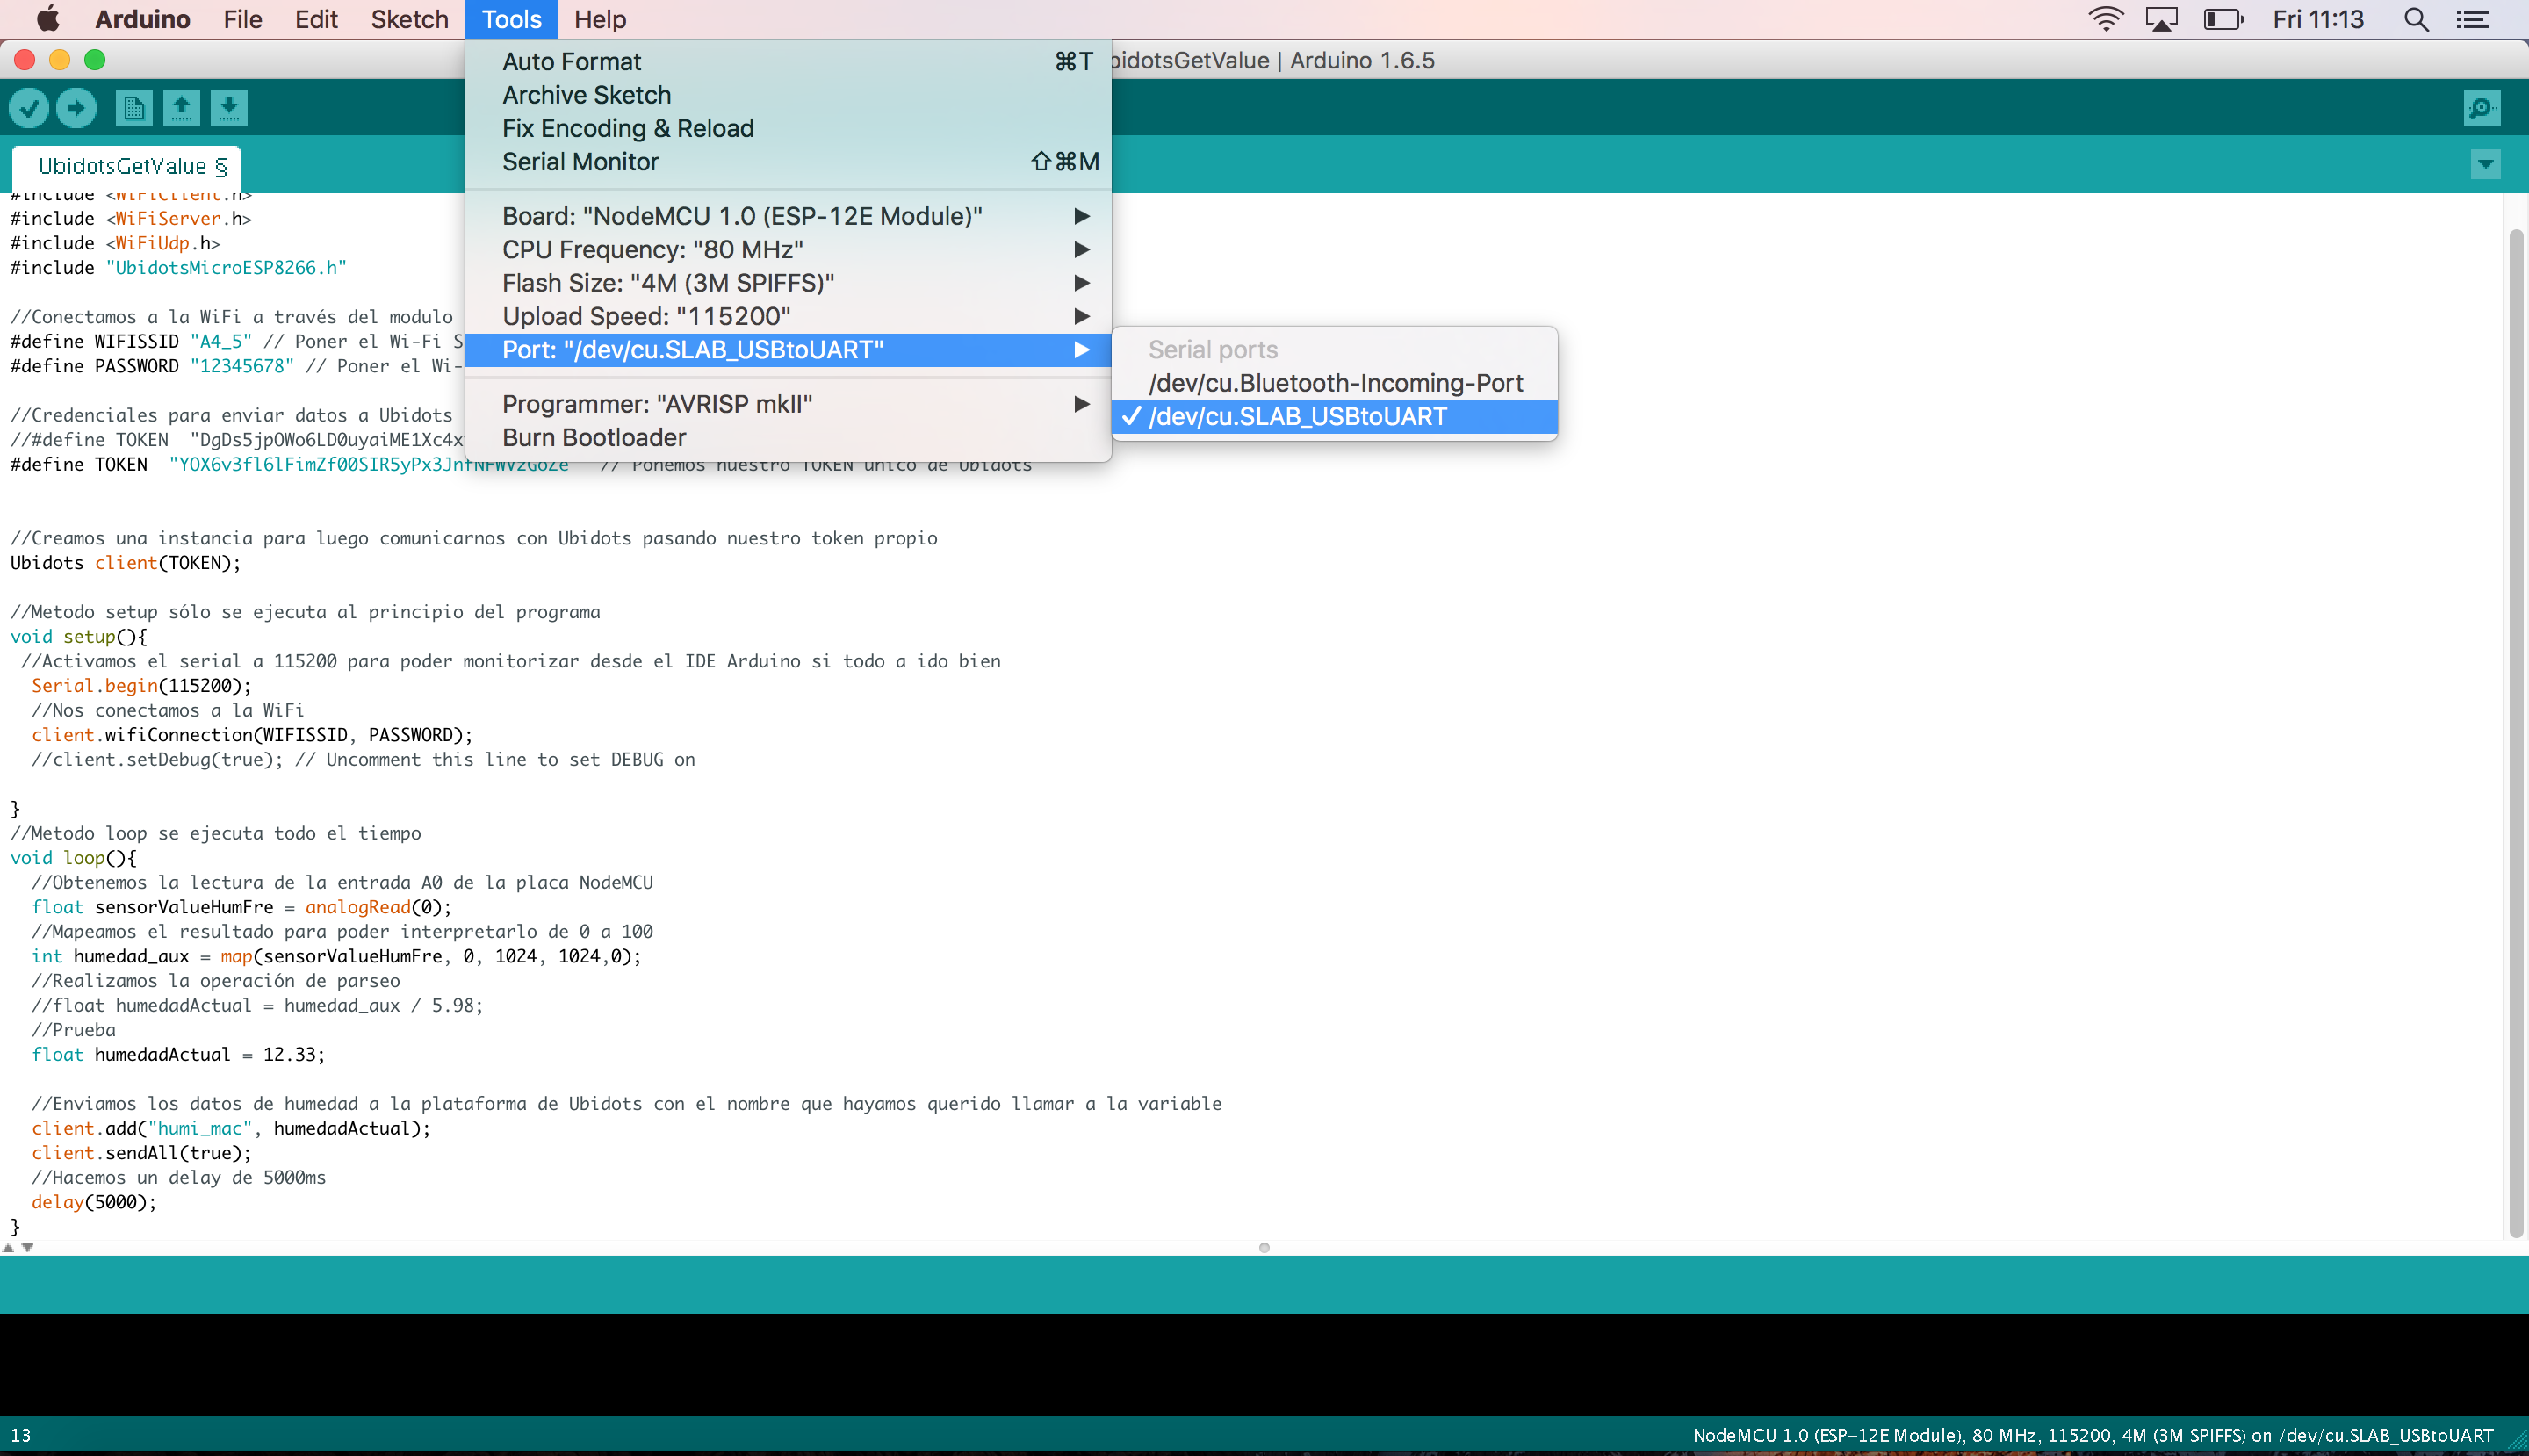 Arduino File Edit Sketch Tools Help Fri 11:13
bidotsGetValue | Arduino 1.6.5
Auto Format ⌘T
Archive Sketch
Fix Encoding & Reload
Serial Monitor ⇧⌘M
Board: "NodeMCU 1.0 (ESP-12E Module)" ▶
CPU Frequency: "80 MHz" ▶
Flash Size: "4M (3M SPIFFS)" ▶
Upload Speed: "115200" ▶
Port: "/dev/cu.SLAB_USBtoUART" ▶
Programmer: "AVRISP mkII" ▶
Burn Bootloader
Serial ports
/dev/cu.Bluetooth-Incoming-Port
✓ /dev/cu.SLAB_USBtoUART
UbidotsGetValue §
#include <WiFiClient.h>
#include <WiFiServer.h>
#include <WiFiUdp.h>
#include "UbidotsMicroESP8266.h"
//Conectamos a la WiFi a través del modulo
#define WIFISSID "A4_5" // Poner el Wi-Fi S
#define PASSWORD "12345678" // Poner el Wi-
//Credenciales para enviar datos a Ubidots
//#define TOKEN "DgDs5jpOWo6LD0uyaiME1Xc4x
#define TOKEN // Ponemos nuestro TOKEN unico de Ubidots
//Creamos una instancia para luego comunicarnos con Ubidots pasando nuestro token propio
Ubidots client(TOKEN);
//Metodo setup sólo se ejecuta al principio del programa
void setup(){
//Activamos el serial a 115200 para poder monitorizar desde el IDE Arduino si todo a ido bien
Serial.begin(115200);
//Nos conectamos a la WiFi
client.wifiConnection(WIFISSID, PASSWORD);
//client.setDebug(true); // Uncomment this line to set DEBUG on
}
//Metodo loop se ejecuta todo el tiempo
void loop(){
//Obtenemos la lectura de la entrada A0 de la placa NodeMCU
float sensorValueHumFre = analogRead(0);
//Mapeamos el resultado para poder interpretarlo de 0 a 100
int humedad_aux = map(sensorValueHumFre, 0, 1024, 1024,0);
//Realizamos la operación de parseo
//float humedadActual = humedad_aux / 5.98;
//Prueba
float humedadActual = 12.33;
//Enviamos los datos de humedad a la plataforma de Ubidots con el nombre que hayamos querido llamar a la variable
client.add("humi_mac", humedadActual);
client.sendAll(true);
//Hacemos un delay de 5000ms
delay(5000);
}
13 NodeMCU 1.0 (ESP-12E Module), 80 MHz, 115200, 4M (3M SPIFFS) on /dev/cu.SLAB_USBtoUART